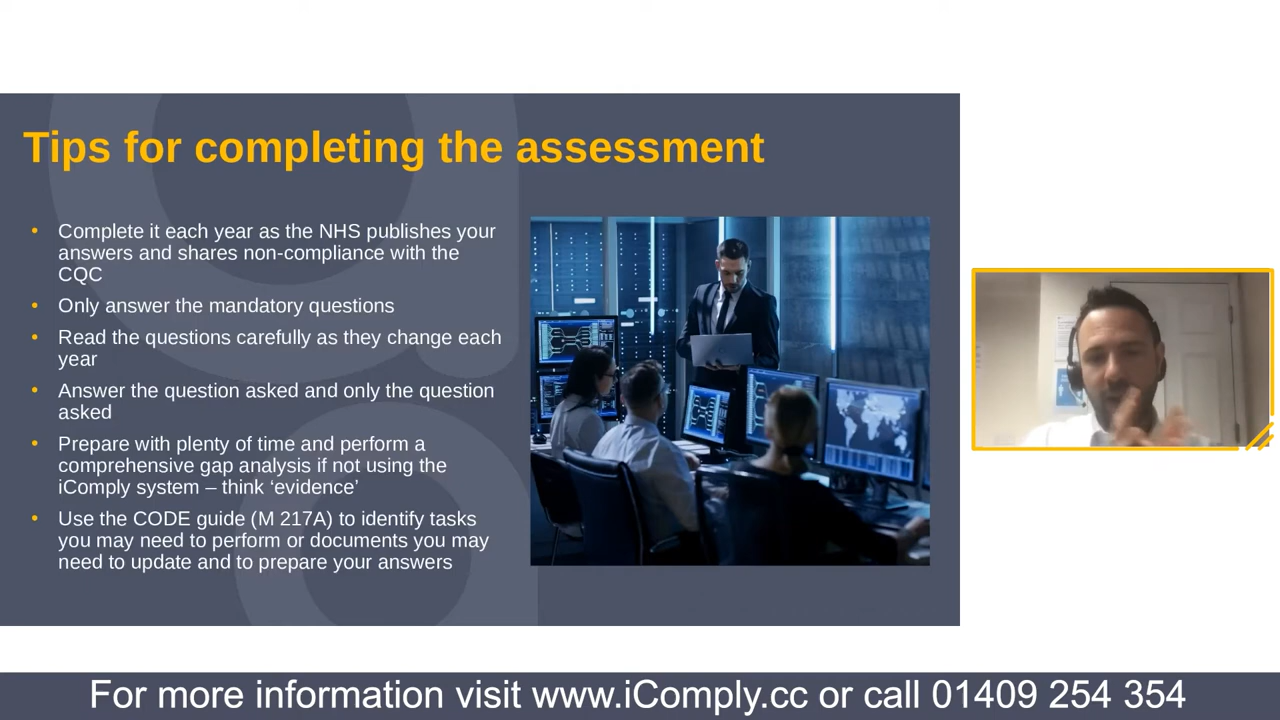 Tips for completing the assessment
• Complete it each year as the NHS publishes your
answers and shares non-compliance with the
CQC
• Only answer the mandatory questions
• Read the questions carefully as they change each
year
• Answer the question asked and only the question
asked
• Prepare with plenty of time and perform a
comprehensive gap analysis if not using the
iComply system – think ‘evidence’
• Use the CODE guide (M 217A) to identify tasks
you may need to perform or documents you may
need to update and to prepare your answers
For more information visit www.iComply.cc or call 01409 254 354